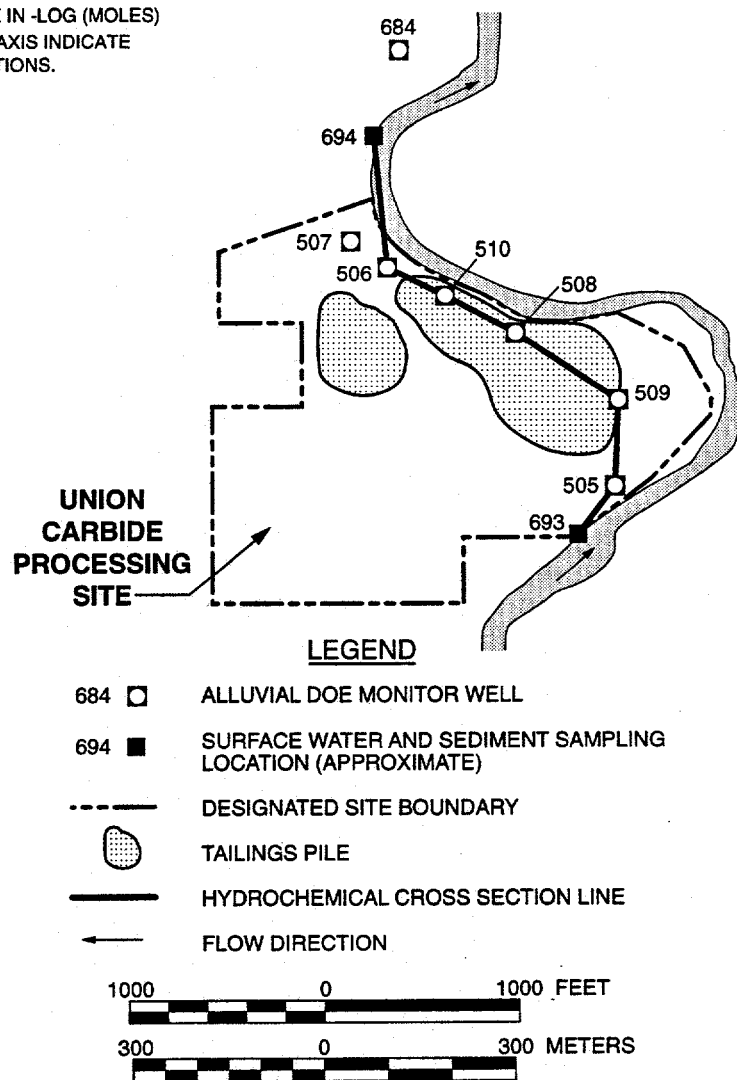 IN -LOG (MOLES)
AXIS INDICATE
TIONS.
684
694
507
506
510
508
509
505
693
UNION
CARBIDE
PROCESSING
SITE
LEGEND
684 ALLUVIAL DOE MONITOR WELL
694 SURFACE WATER AND SEDIMENT SAMPLING
LOCATION (APPROXIMATE)
DESIGNATED SITE BOUNDARY
TAILINGS PILE
HYDROCHEMICAL CROSS SECTION LINE
FLOW DIRECTION
1000 0 1000 FEET
300 0 300 METERS